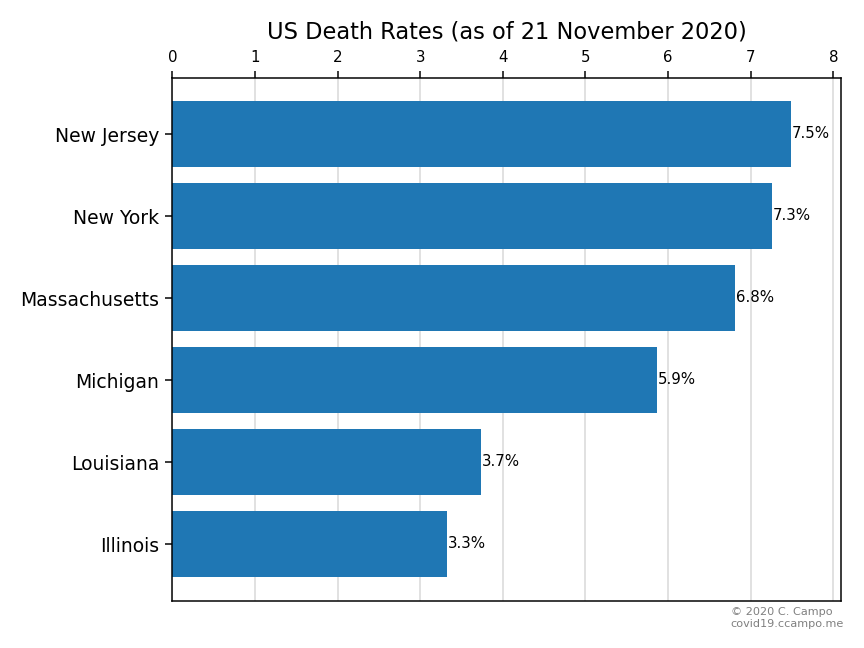 US Death Rates (as of 21 November 2020)
0 1 2 3 4 5 6 7 8
New Jersey 7.5%
New York 7.3%
Massachusetts 6.8%
Michigan 5.9%
Louisiana 3.7%
Illinois 3.3%
© 2020 C. Campo
covid19.ccampo.me